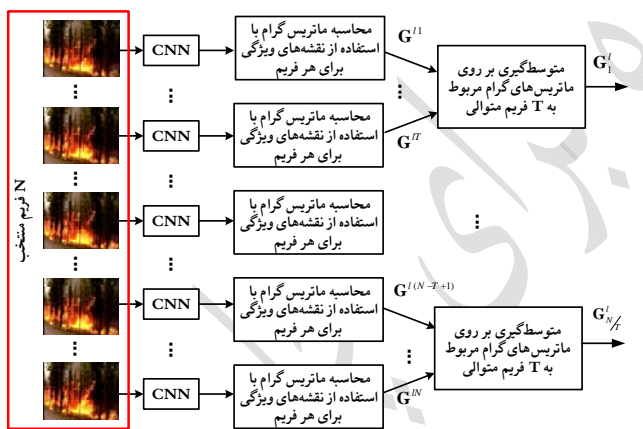 N فریم منتخب
CNN
محاسبه ماتریس گرام با
استفاده از نقشه‌های ویژگی
برای هر فریم
G^{l1}
متوسط‌گیری بر روی
ماتریس‌های گرام مربوط
به T فریم متوالی
G_1^l
...
...
...
CNN
محاسبه ماتریس گرام با
استفاده از نقشه‌های ویژگی
برای هر فریم
G^{lT}
...
...
CNN
محاسبه ماتریس گرام با
استفاده از نقشه‌های ویژگی
برای هر فریم
...
...
...
CNN
محاسبه ماتریس گرام با
استفاده از نقشه‌های ویژگی
برای هر فریم
G^{l(N-T+1)}
متوسط‌گیری بر روی
ماتریس‌های گرام مربوط
به T فریم متوالی
G_{N/T}^l
...
...
...
CNN
محاسبه ماتریس گرام با
استفاده از نقشه‌های ویژگی
برای هر فریم
G^{lN}